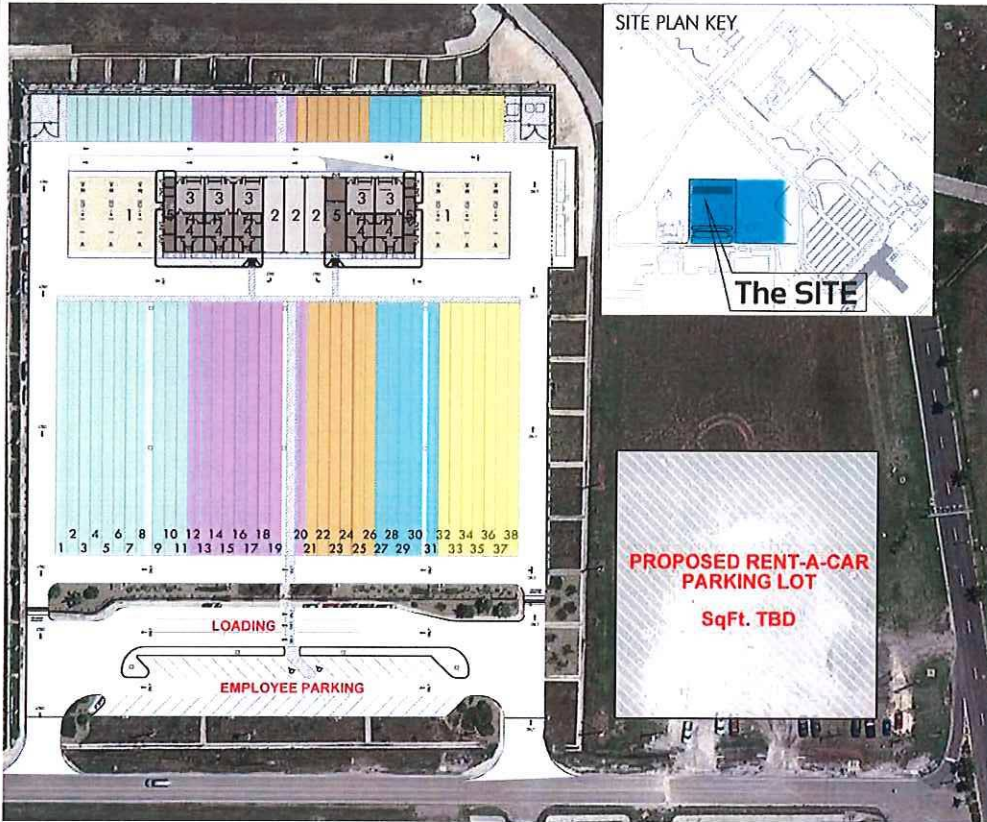 SITE PLAN KEY
The SITE
3 3 3 3 3
1 5 2 2 2 5 5 1
4 4 4 4 4
2 4 6 7 8 10 12 14 16 18 20 22 24 26 28 30 32 34 36 38
1 3 5 7 9 11 13 15 17 19 21 23 25 27 29 31 33 35 37
PROPOSED RENT-A-CAR
PARKING LOT
SqFt. TBD
LOADING
EMPLOYEE PARKING